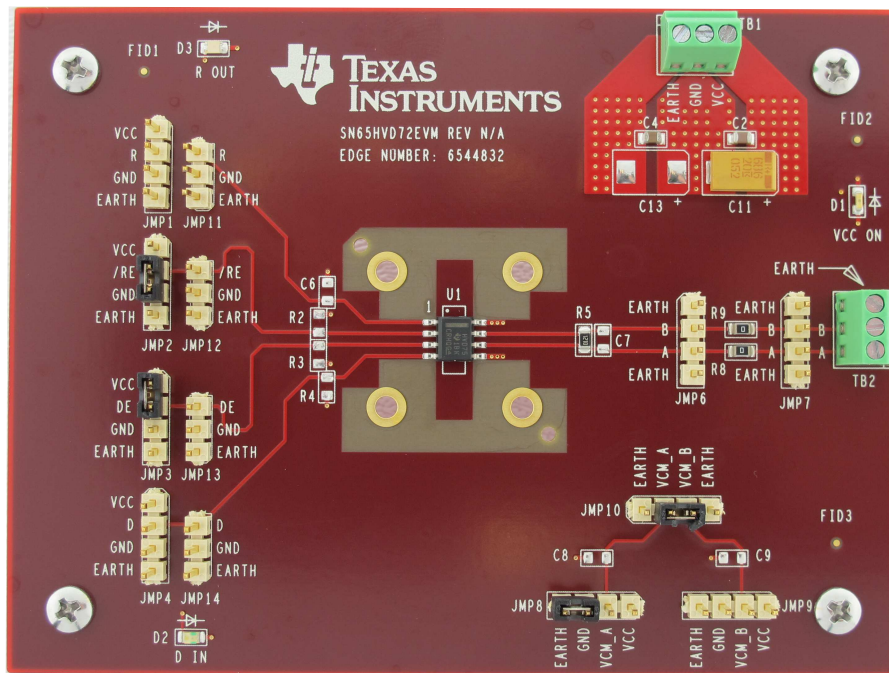 D3
R OUT
FID1
TEXAS
INSTRUMENTS
SN65HVD72EVM REV N/A
EDGE NUMBER: 6544832
TB1
EARTH
GND
VCC
C4
C2
C13 +
C11 +
FID2
D1
VCC ON
VCC
R
GND
EARTH
JMP1
R
GND
EARTH
JMP11
VCC
/RE
GND
EARTH
JMP2
/RE
GND
EARTH
JMP12
C6
R2
R3
R4
1
U1
R5
C7
EARTH
B
A
EARTH
JMP6
R9
0
R8
0
EARTH
B
A
EARTH
JMP7
EARTH
B
A
TB2
VCC
DE
GND
EARTH
JMP3
DE
GND
EARTH
JMP13
VCC
D
GND
EARTH
JMP4
D
GND
EARTH
JMP14
D2
D IN
EARTH
VCM_A
VCM_B
EARTH
JMP10
C8
C9
FID3
JMP8
EARTH
GND
VCM_A
VCC
JMP9
EARTH
GND
VCM_B
VCC